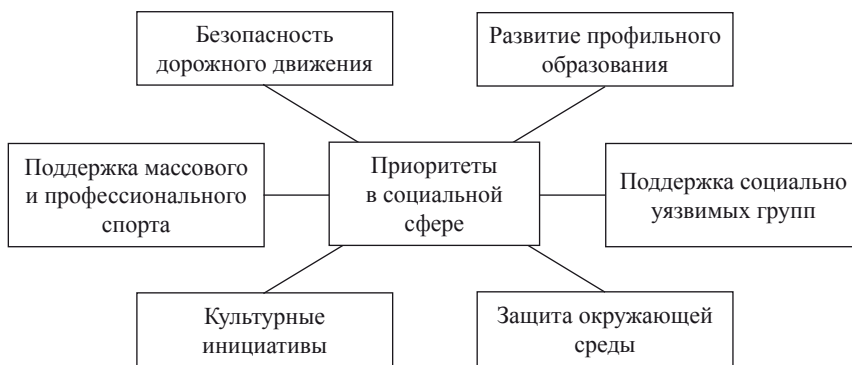 Безопасность
дорожного движения
Развитие профильного
образования
Поддержка массового
и профессионального
спорта
Приоритеты
в социальной
сфере
Поддержка социально
уязвимых групп
Культурные
инициативы
Защита окружающей
среды